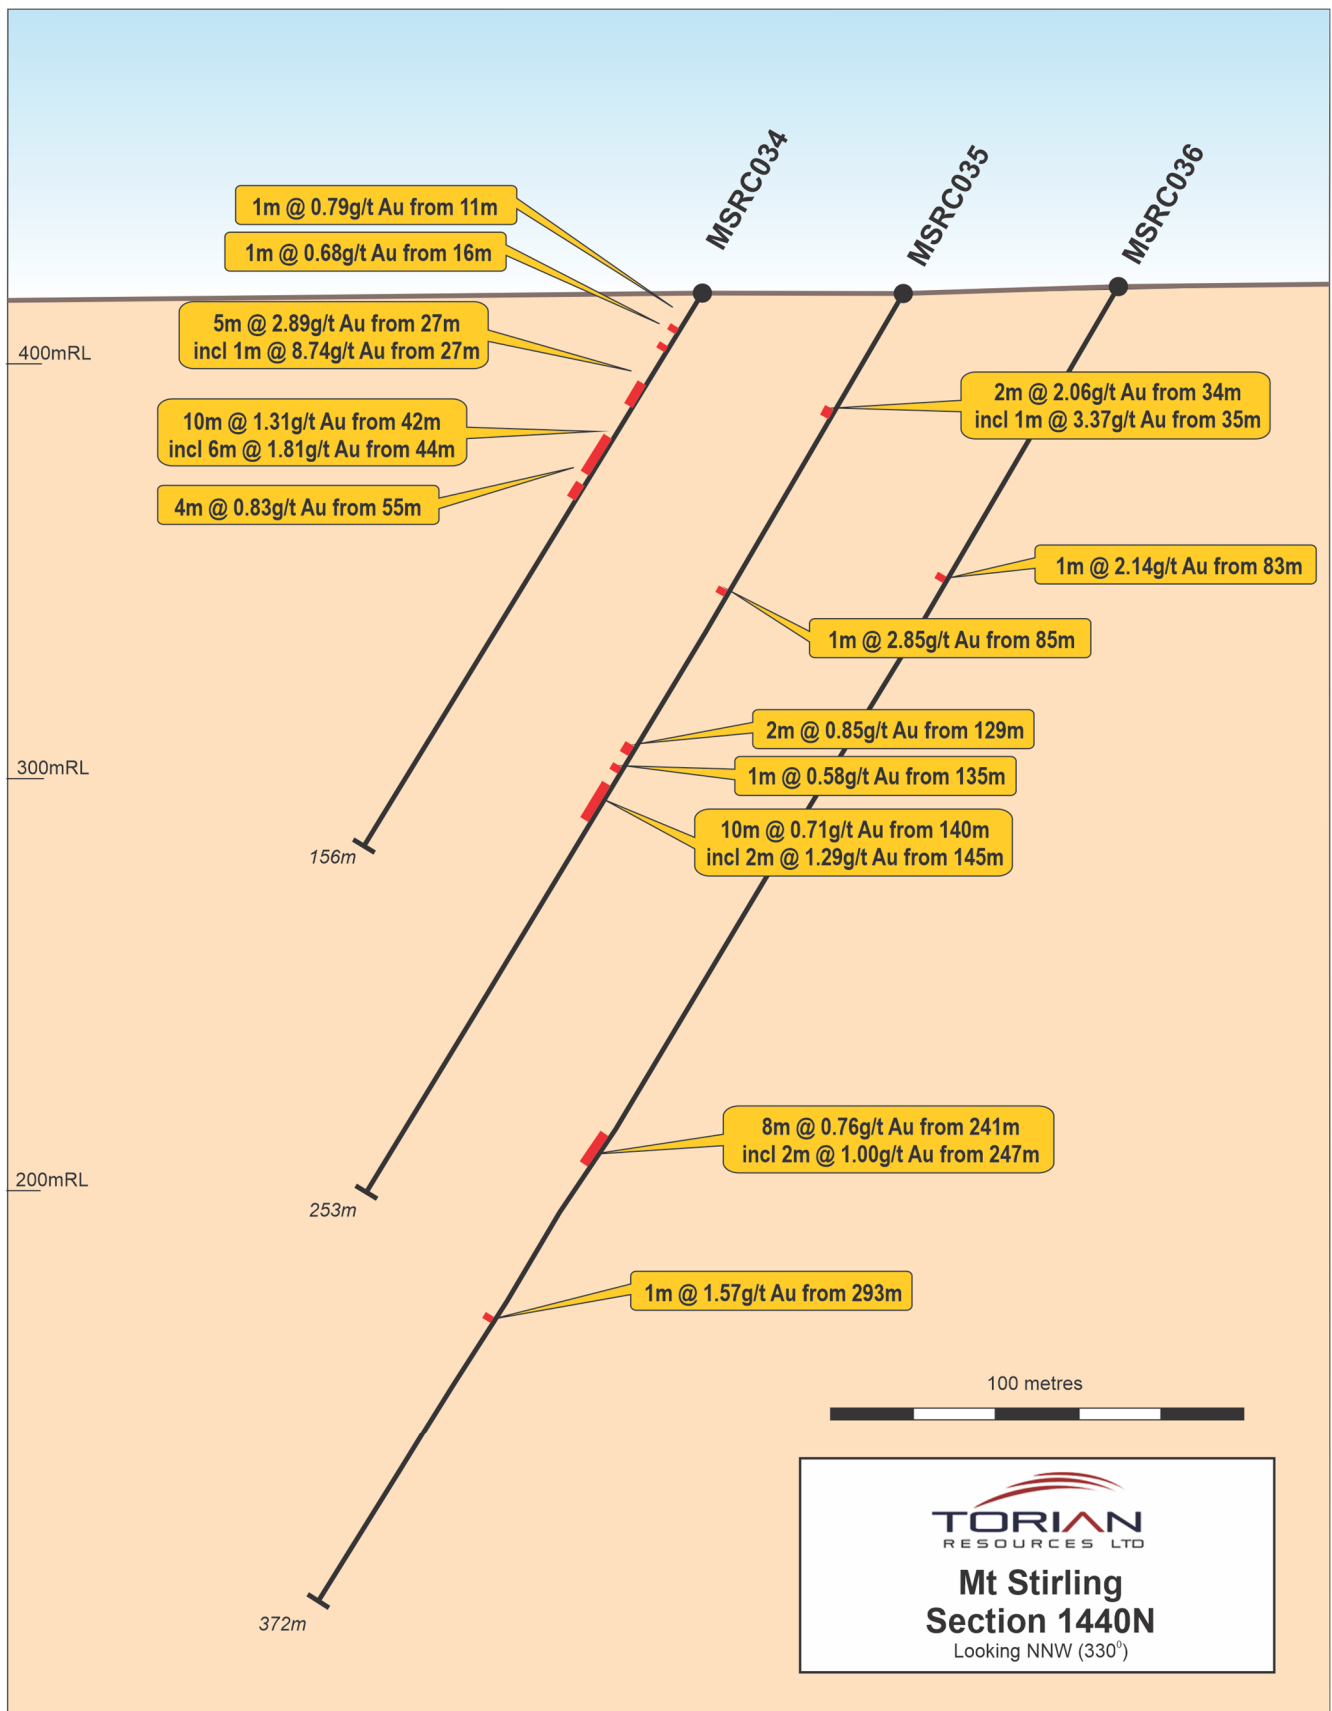 MSRC034
MSRC035
MSRC036
1m @ 0.79g/t Au from 11m
1m @ 0.68g/t Au from 16m
5m @ 2.89g/t Au from 27m
incl 1m @ 8.74g/t Au from 27m
400mRL
2m @ 2.06g/t Au from 34m
incl 1m @ 3.37g/t Au from 35m
10m @ 1.31g/t Au from 42m
incl 6m @ 1.81g/t Au from 44m
4m @ 0.83g/t Au from 55m
1m @ 2.14g/t Au from 83m
1m @ 2.85g/t Au from 85m
2m @ 0.85g/t Au from 129m
300mRL
1m @ 0.58g/t Au from 135m
10m @ 0.71g/t Au from 140m
incl 2m @ 1.29g/t Au from 145m
156m
8m @ 0.76g/t Au from 241m
incl 2m @ 1.00g/t Au from 247m
200mRL
253m
1m @ 1.57g/t Au from 293m
100 metres
TORIAN
RESOURCES LTD
Mt Stirling
Section 1440N
Looking NNW (330⁰)
372m